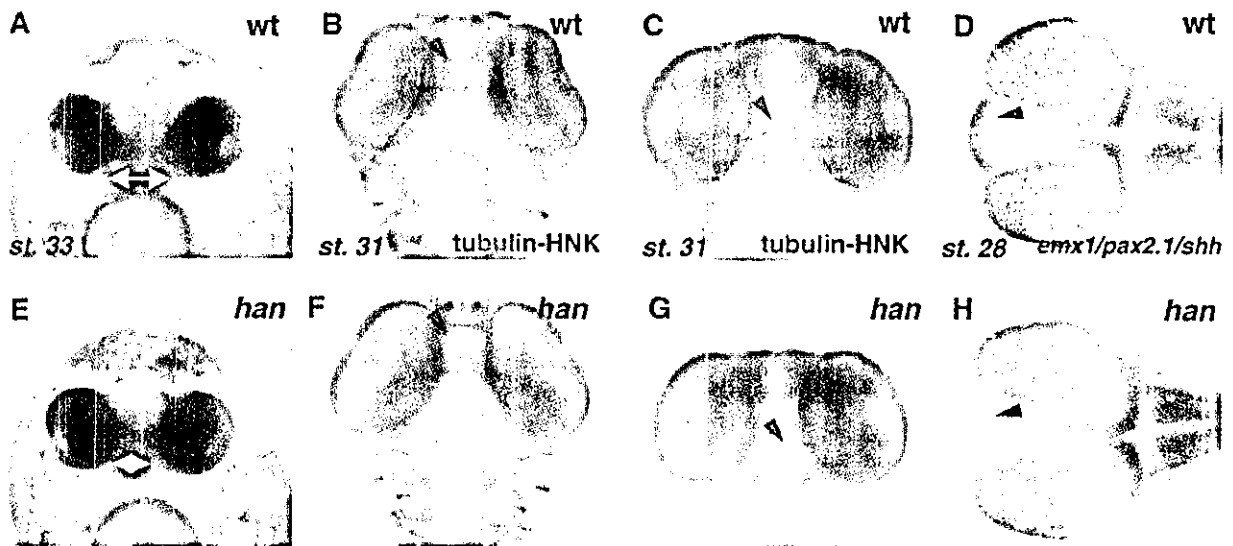 A wt
B wt
C wt
D wt
st. 33
st. 31 tubulin-HNK
st. 31 tubulin-HNK
st. 28 emx1/pax2.1/shh
E han
F han
G han
H han